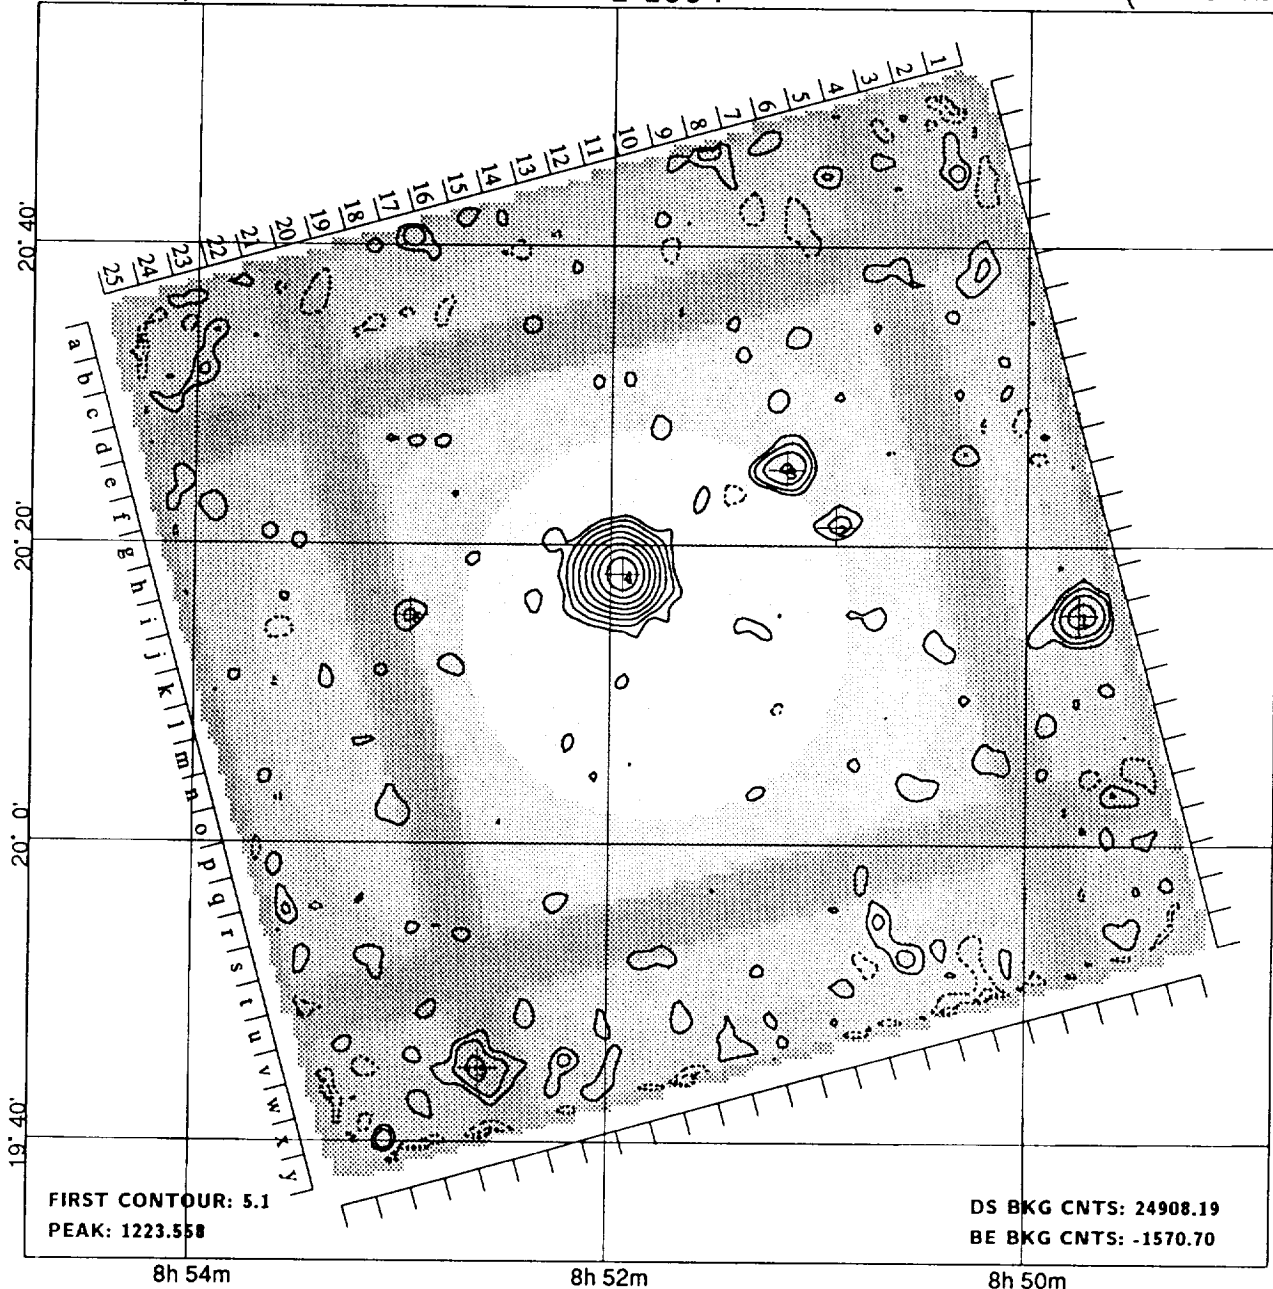 1
2
3
4
5
6
7
8
9
10
11
12
13
14
15
16
17
18
19
20
21
22
23
24
25
20° 40'
20° 20'
20° 0'
19° 40'
a
b
c
d
e
f
g
h
i
j
k
l
m
n
o
p
q
r
s
t
u
v
w
x
y
FIRST CONTOUR: 5.1
PEAK: 1223.558
DS BKG CNTS: 24908.19
BE BKG CNTS: -1570.70
8h 54m
8h 52m
8h 50m